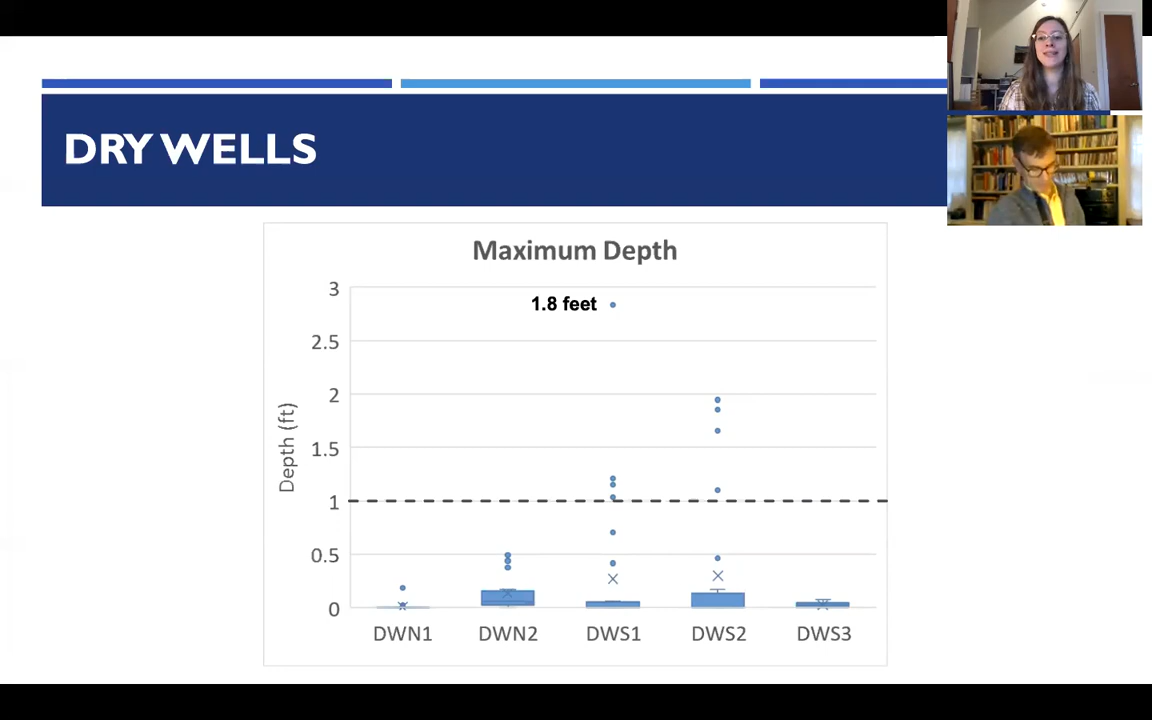 DRY WELLS
Maximum Depth
3
1.8 feet
2.5
2
1.5
1
0.5
0
Depth (ft)
DWN1 DWN2 DWS1 DWS2 DWS3